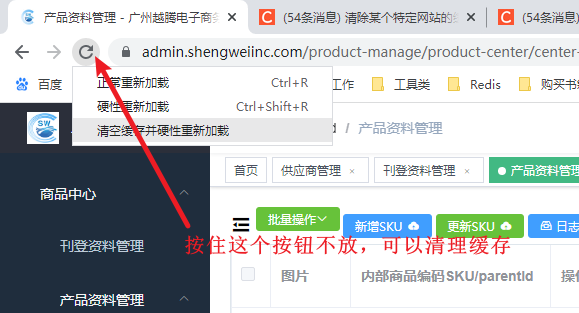 产品资料管理 - 广州越腾电子商务
(54条消息) 清除某个特定网站的缓
(54条消息)
admin.shengweiinc.com/product-manage/product-center/center-
百度
工作
工具
Redis
购买书
正常重新加载 Ctrl+R
硬性重新加载 Ctrl+Shift+R
清空缓存并硬性重新加载
SW
/ 产品资料管理
首页
供应商管理 ×
刊登资料管理 ×
产品资料管理
商品中心
刊登资料管理
产品资料管理
批量操作
新增SKU
更新SKU
日志
按住这个按钮不放，可以清理缓存
图片
内部商品编码SKU/parentId
操